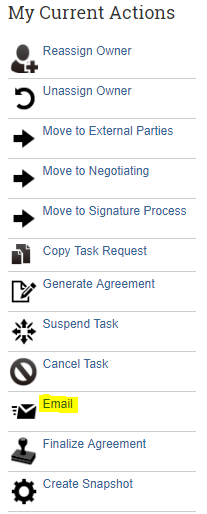 My Current Actions
Reassign Owner
Unassign Owner
Move to External Parties
Move to Negotiating
Move to Signature Process
Copy Task Request
Generate Agreement
Suspend Task
Cancel Task
Email
Finalize Agreement
Create Snapshot